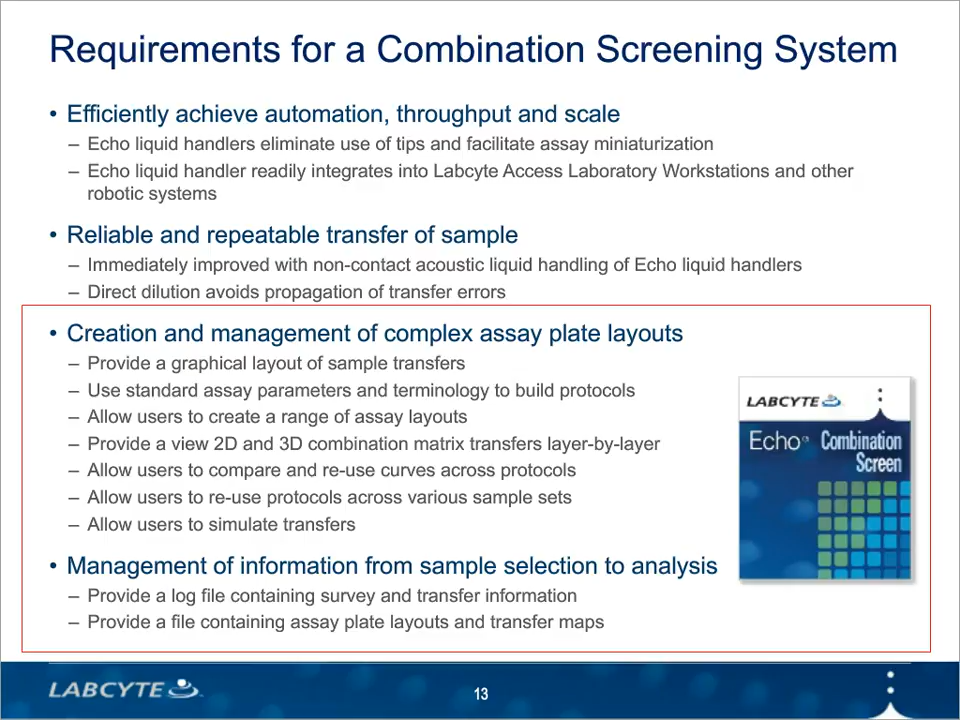 Requirements for a Combination Screening System
• Efficiently achieve automation, throughput and scale
– Echo liquid handlers eliminate use of tips and facilitate assay miniaturization
– Echo liquid handler readily integrates into Labcyte Access Laboratory Workstations and other
robotic systems
• Reliable and repeatable transfer of sample
– Immediately improved with non-contact acoustic liquid handling of Echo liquid handlers
– Direct dilution avoids propagation of transfer errors
• Creation and management of complex assay plate layouts
– Provide a graphical layout of sample transfers
– Use standard assay parameters and terminology to build protocols
– Allow users to create a range of assay layouts
– Provide a view 2D and 3D combination matrix transfers layer-by-layer
– Allow users to compare and re-use curves across protocols
– Allow users to re-use protocols across various sample sets
– Allow users to simulate transfers
LABCYTE
Echo Combination
Screen
• Management of information from sample selection to analysis
– Provide a log file containing survey and transfer information
– Provide a file containing assay plate layouts and transfer maps
LABCYTE
13